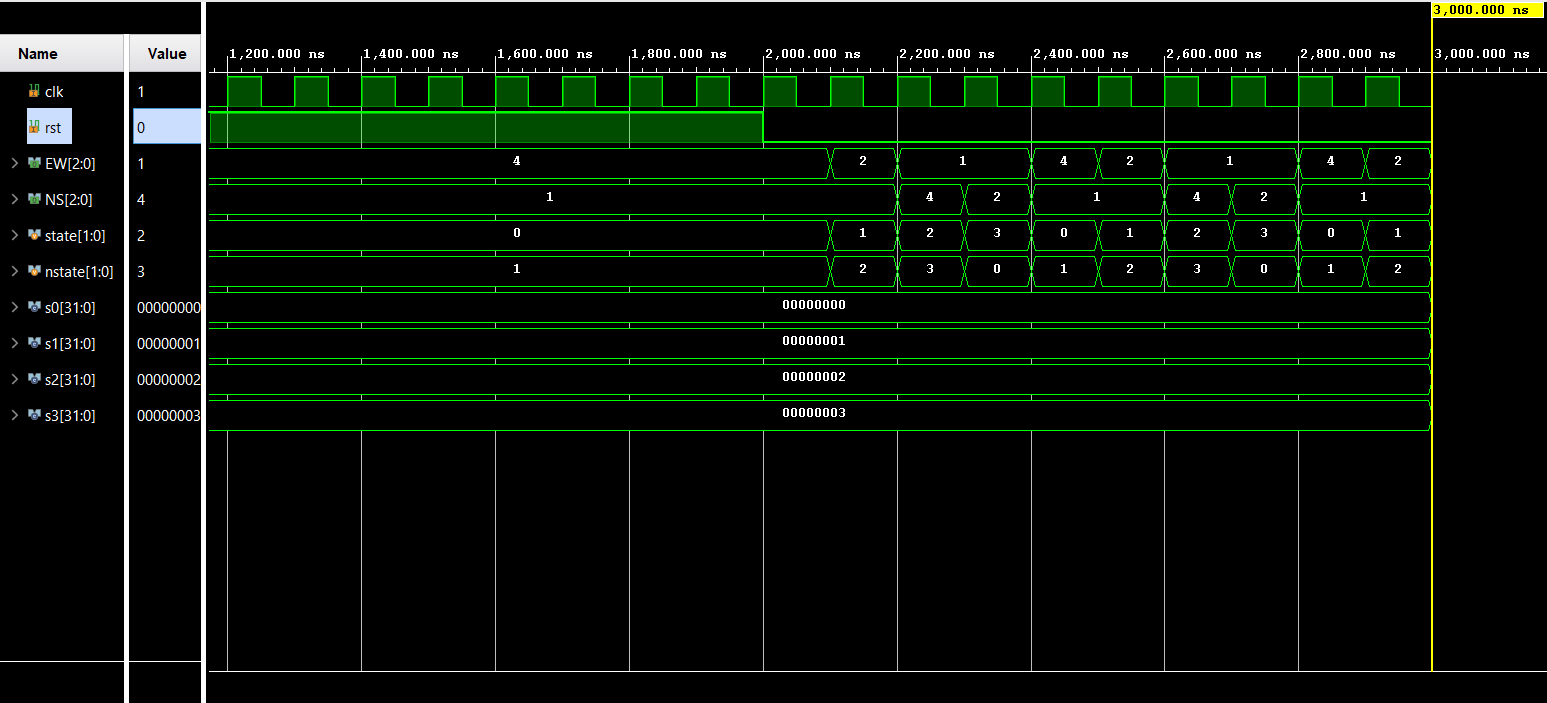 3,000.000 ns
Name Value 1,200.000 ns 1,400.000 ns 1,600.000 ns 1,800.000 ns 2,000.000 ns 2,200.000 ns 2,400.000 ns 2,600.000 ns 2,800.000 ns 3,000.000 ns
clk 1
rst 0
EW[2:0] 1 4 2 1 4 2 1 4 2
NS[2:0] 4 1 4 2 1 4 2 1
state[1:0] 2 0 1 2 3 0 1 2 3 0 1
nstate[1:0] 3 1 2 3 0 1 2 3 0 1 2
s0[31:0] 00000000 00000000
s1[31:0] 00000001 00000001
s2[31:0] 00000002 00000002
s3[31:0] 00000003 00000003